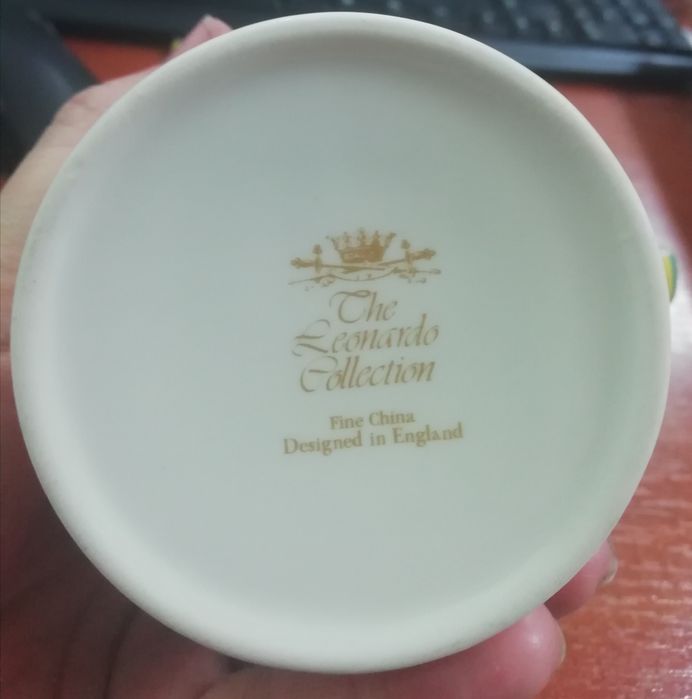 The
Leonardo
Collection
Fine China
Designed in England